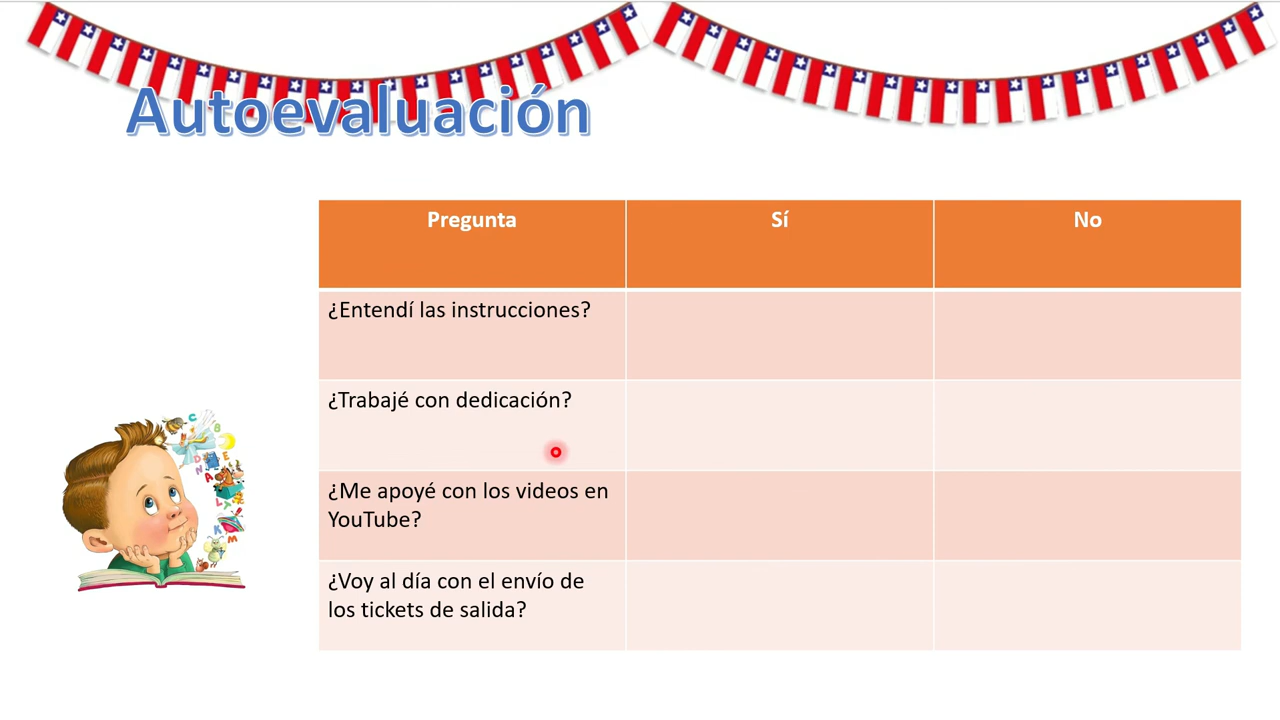 Autoevaluación
Pregunta Sí No
¿Entendí las instrucciones?
¿Trabajé con dedicación?
¿Me apoyé con los videos en
YouTube?
¿Voy al día con el envío de
los tickets de salida?